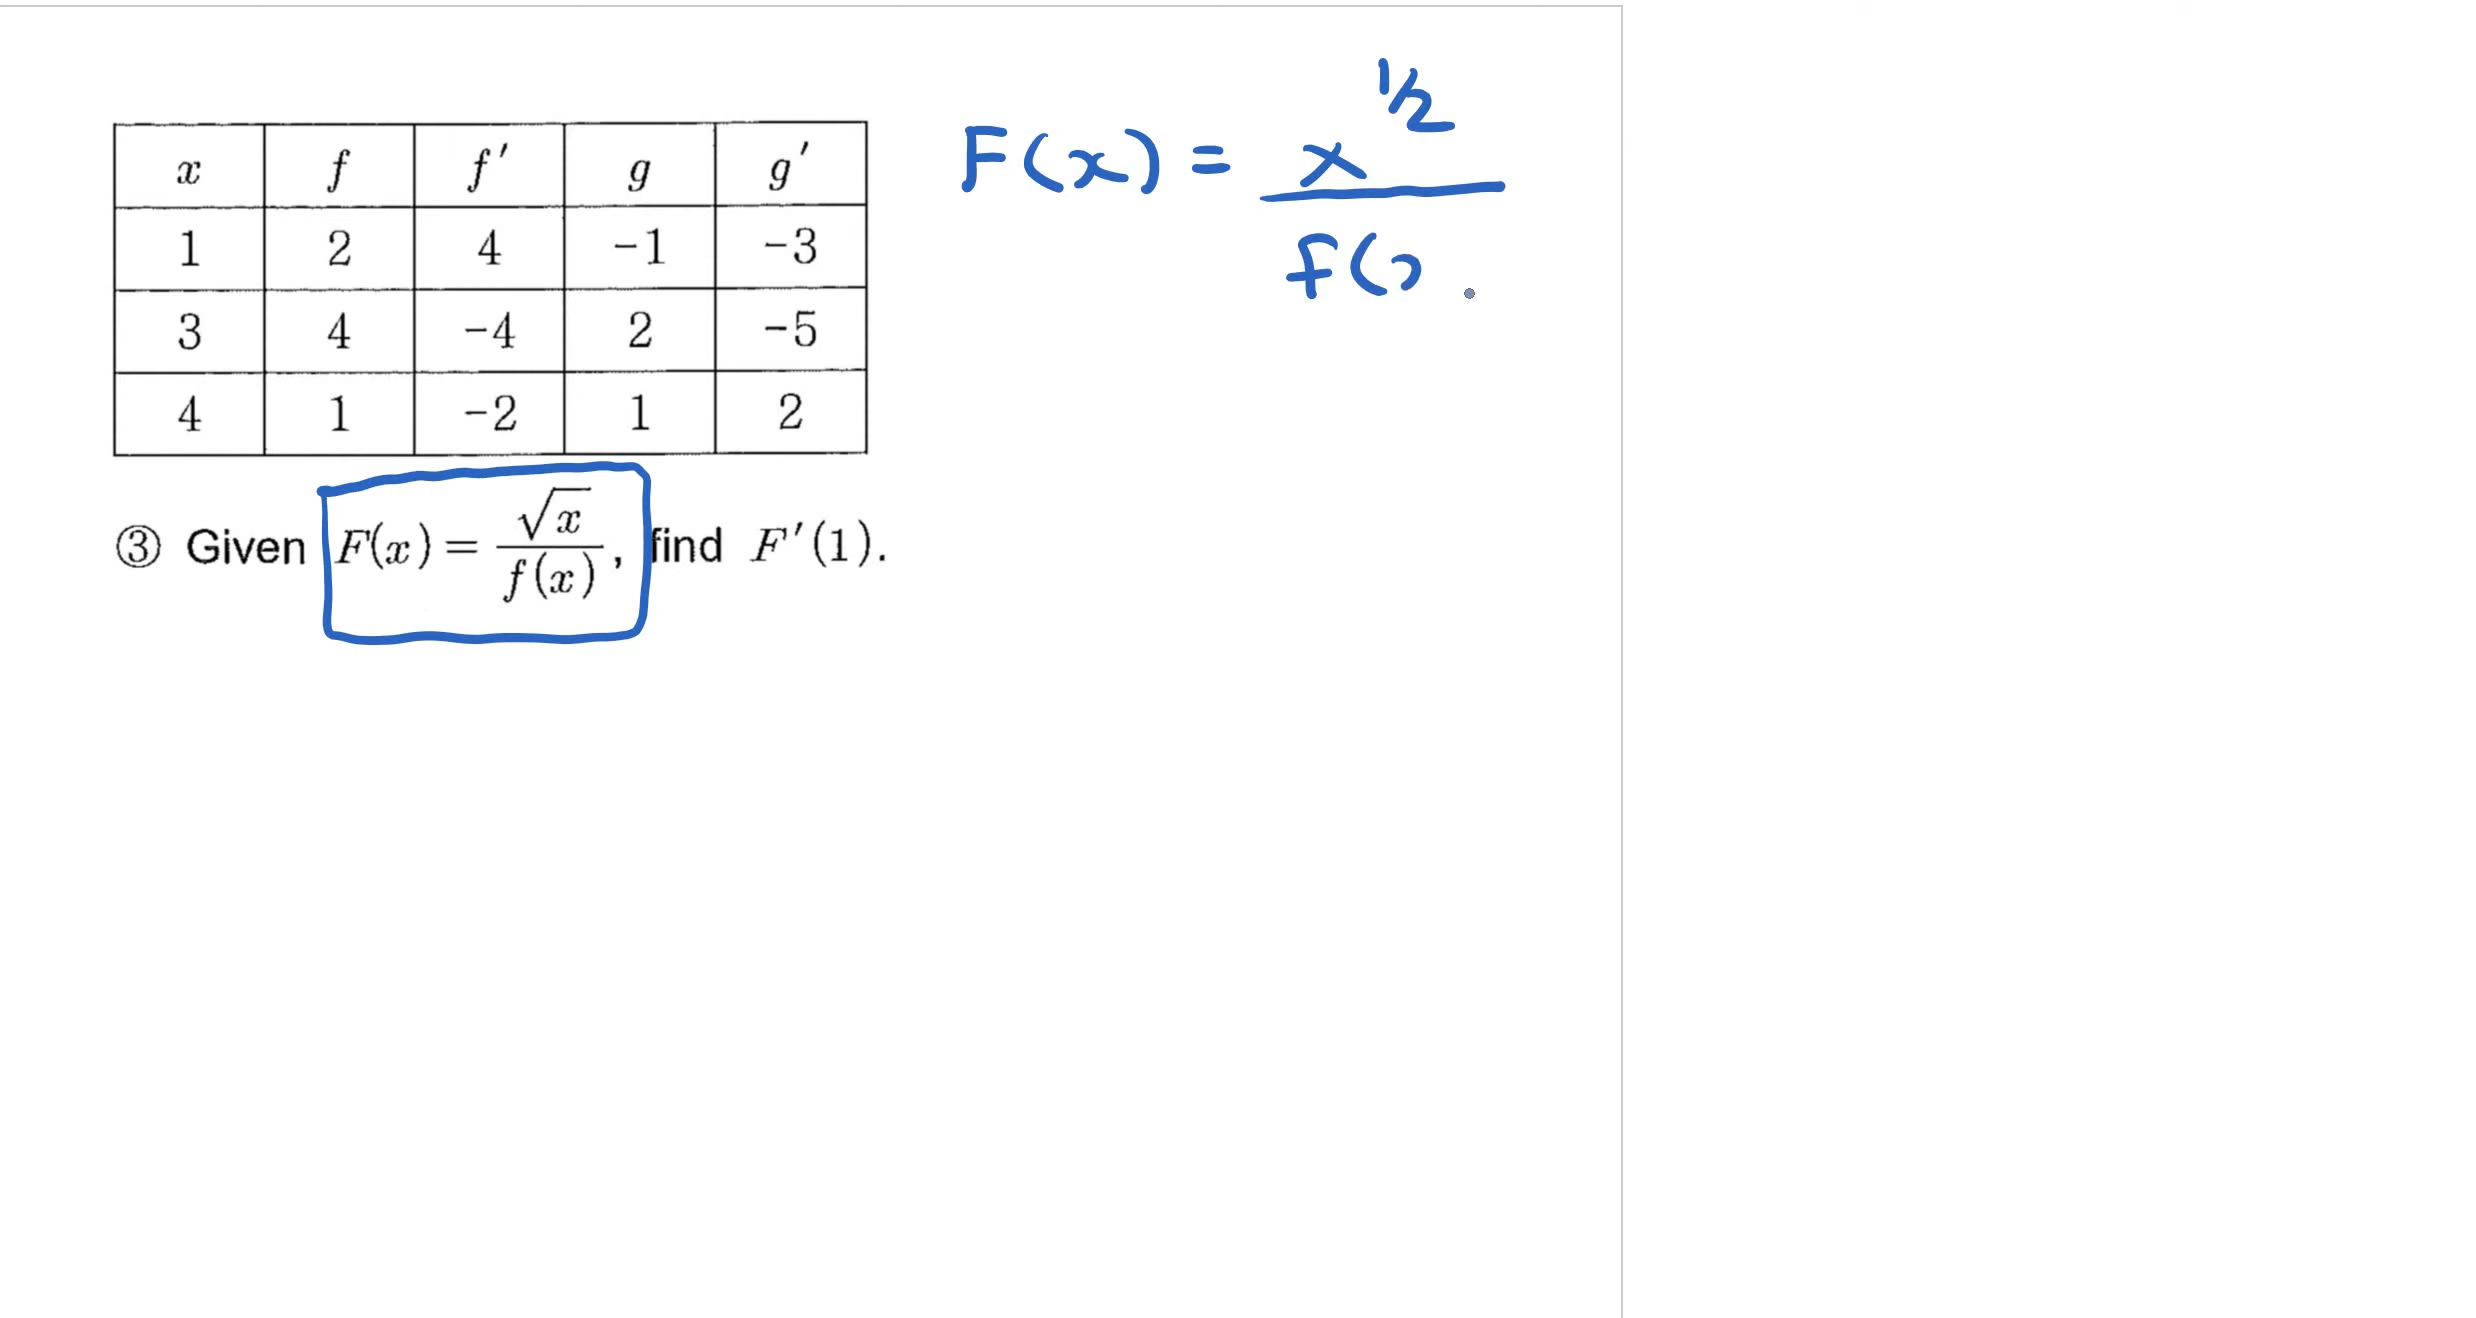 x f f′ g g′
1 2 4 -1 -3
3 4 -4 2 -5
4 1 -2 1 2
③ Given F(x) = √x / f(x), find F′(1).
F(x) = x^1/2 / f(